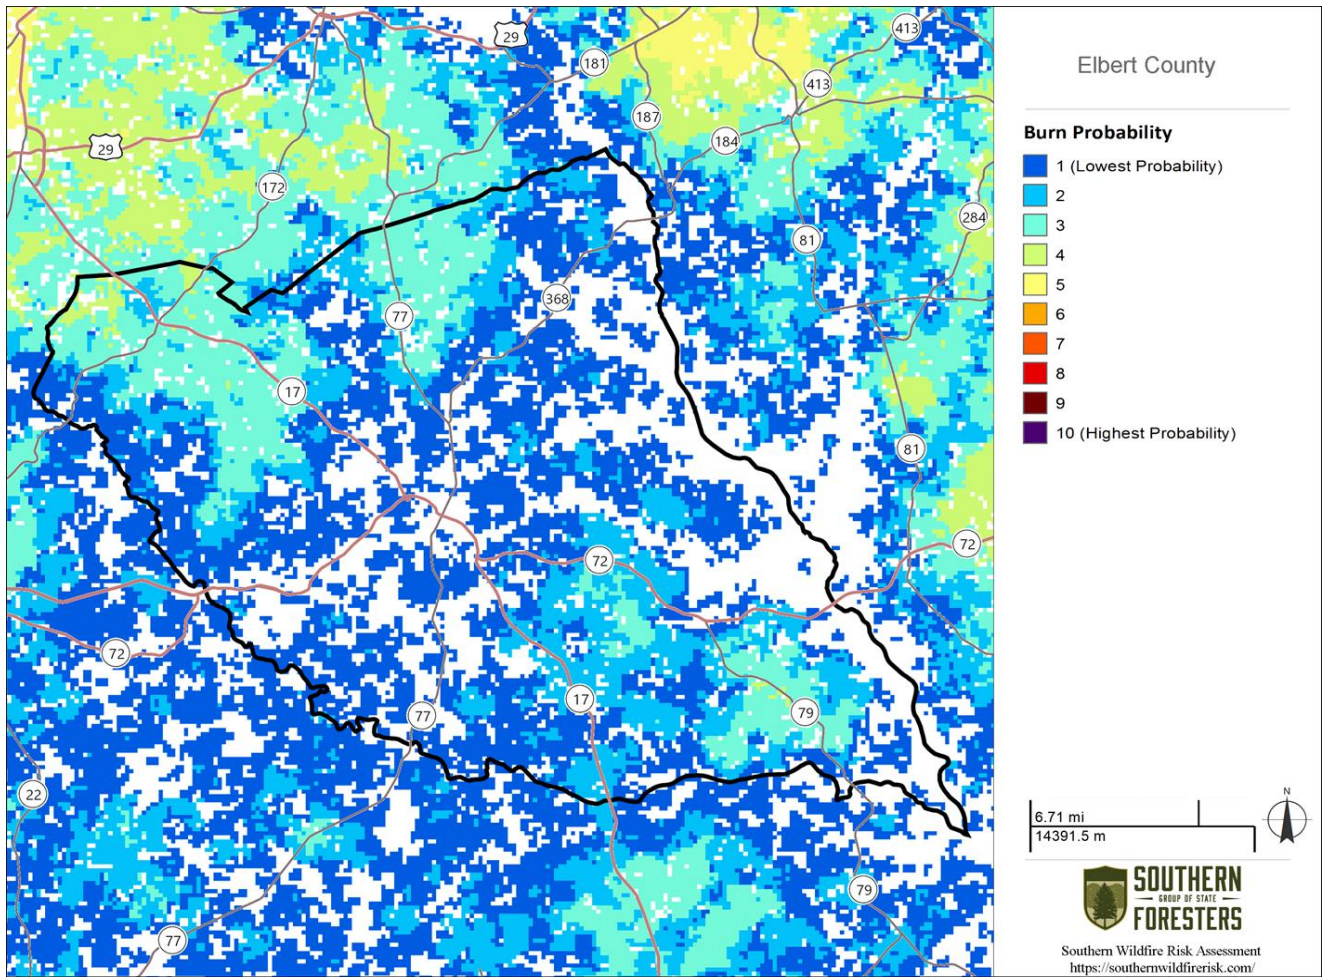 29
413
181
413
187
184
29
172
284
81
368
77
17
81
72
72
72
17
79
77
22
79
77
Elbert County
Burn Probability
1 (Lowest Probability)
2
3
4
5
6
7
8
9
10 (Highest Probability)
N
6.71 mi
14391.5 m
SOUTHERN
GROUP OF STATE
FORESTERS
Southern Wildfire Risk Assessment
https://southernwildfirerisk.com/